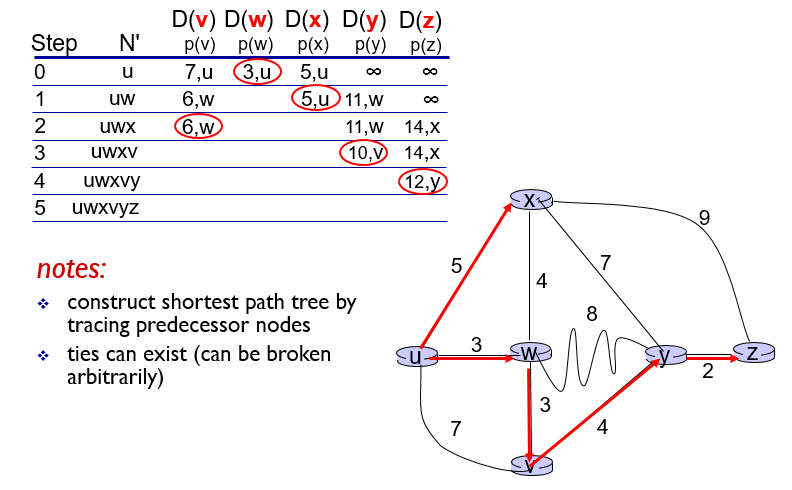 D(v) D(w) D(x) D(y) D(z)
Step N' p(v) p(w) p(x) p(y) p(z)
0 u 7,u 3,u 5,u ∞ ∞
1 uw 6,w 5,u 11,w ∞
2 uwx 6,w 11,w 14,x
3 uwxv 10,v 14,x
4 uwxvy 12,y
5 uwxvyz
notes:
❖ construct shortest path tree by
tracing predecessor nodes
❖ ties can exist (can be broken
arbitrarily)
x
9
5
7
4
8
3
u
w
y
z
2
3
4
7
v